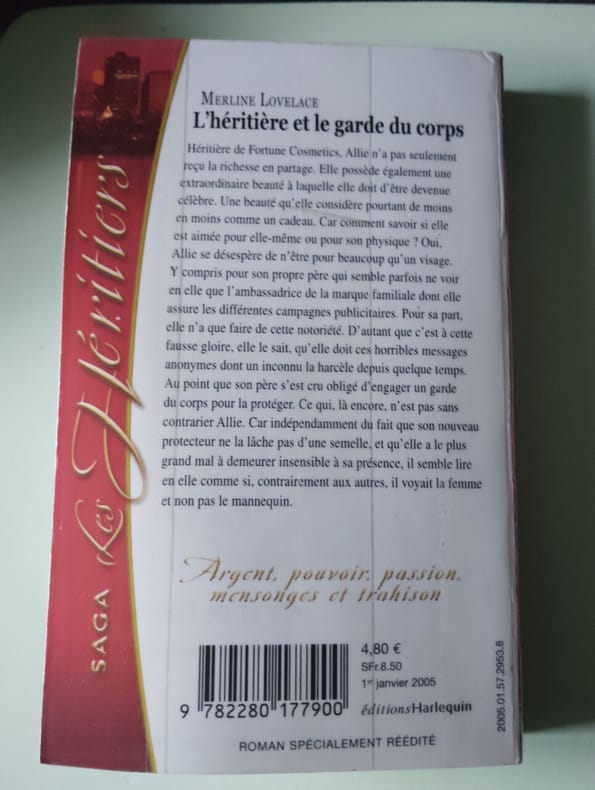 MERLINE LOVELACE
L'héritière et le garde du corps
Héritière de Fortune Cosmetics, Allie n'a pas seulement
reçu la richesse en partage. Elle possède également une
extraordinaire beauté à laquelle elle doit d'être devenue
célèbre. Une beauté qu'elle considère pourtant de moins
en moins comme un cadeau. Car comment savoir si elle
est aimée pour elle-même ou pour son physique ? Oui,
Allie se désespère de n'être pour beaucoup qu'un visage.
Y compris pour son propre père qui semble parfois ne voir
en elle que l'ambassadrice de la marque familiale dont elle
assure les différentes campagnes publicitaires. Pour sa part,
elle n'a que faire de cette notoriété. D'autant que c'est à cette
fausse gloire, elle le sait, qu'elle doit ces horribles messages
anonymes dont un inconnu la harcèle depuis quelque temps.
Au point que son père s'est cru obligé d'engager un garde
du corps pour la protéger. Ce qui, là encore, n'est pas sans
contrarier Allie. Car indépendamment du fait que son nouveau
protecteur ne la lâche pas d'une semelle, et qu'elle a le plus
grand mal à demeurer insensible à sa présence, il semble lire
en elle comme si, contrairement aux autres, il voyait la femme
et non pas le mannequin.
Argent, pouvoir, passion,
mensonges et trahison
SAGA Les Héritiers
4,80 €
SFr.8.50
1er janvier 2005
éditionsHarlequin
9 782280 177900
2005.01.57.2953.8
ROMAN SPÉCIALEMENT RÉÉDITÉ